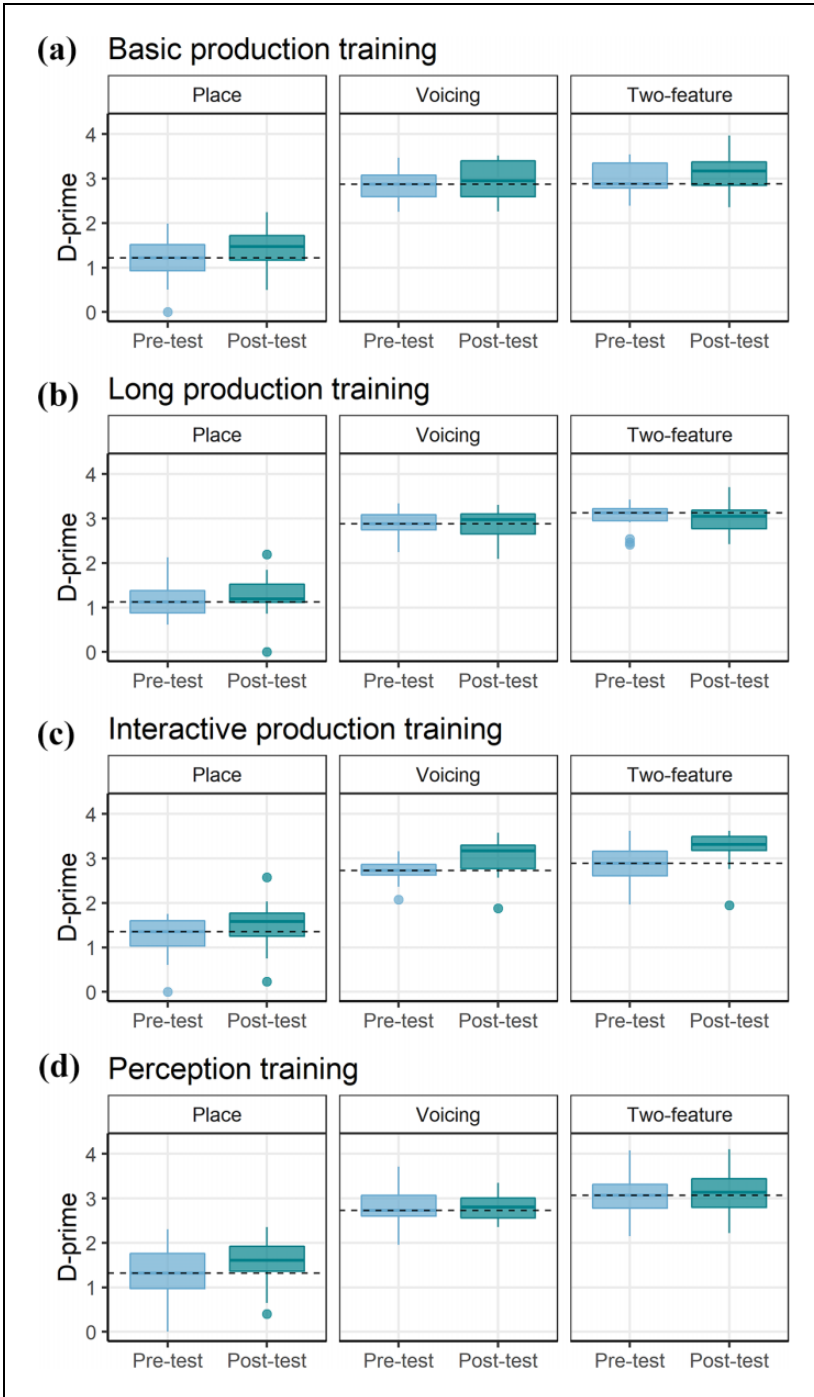 (a) Basic production training
Place Voicing Two-feature
4
3
2
1
0
D-prime
Pre-test Post-test Pre-test Post-test Pre-test Post-test
(b) Long production training
Place Voicing Two-feature
4
3
2
1
0
D-prime
Pre-test Post-test Pre-test Post-test Pre-test Post-test
(c) Interactive production training
Place Voicing Two-feature
4
3
2
1
0
D-prime
Pre-test Post-test Pre-test Post-test Pre-test Post-test
(d) Perception training
Place Voicing Two-feature
4
3
2
1
0
D-prime
Pre-test Post-test Pre-test Post-test Pre-test Post-test